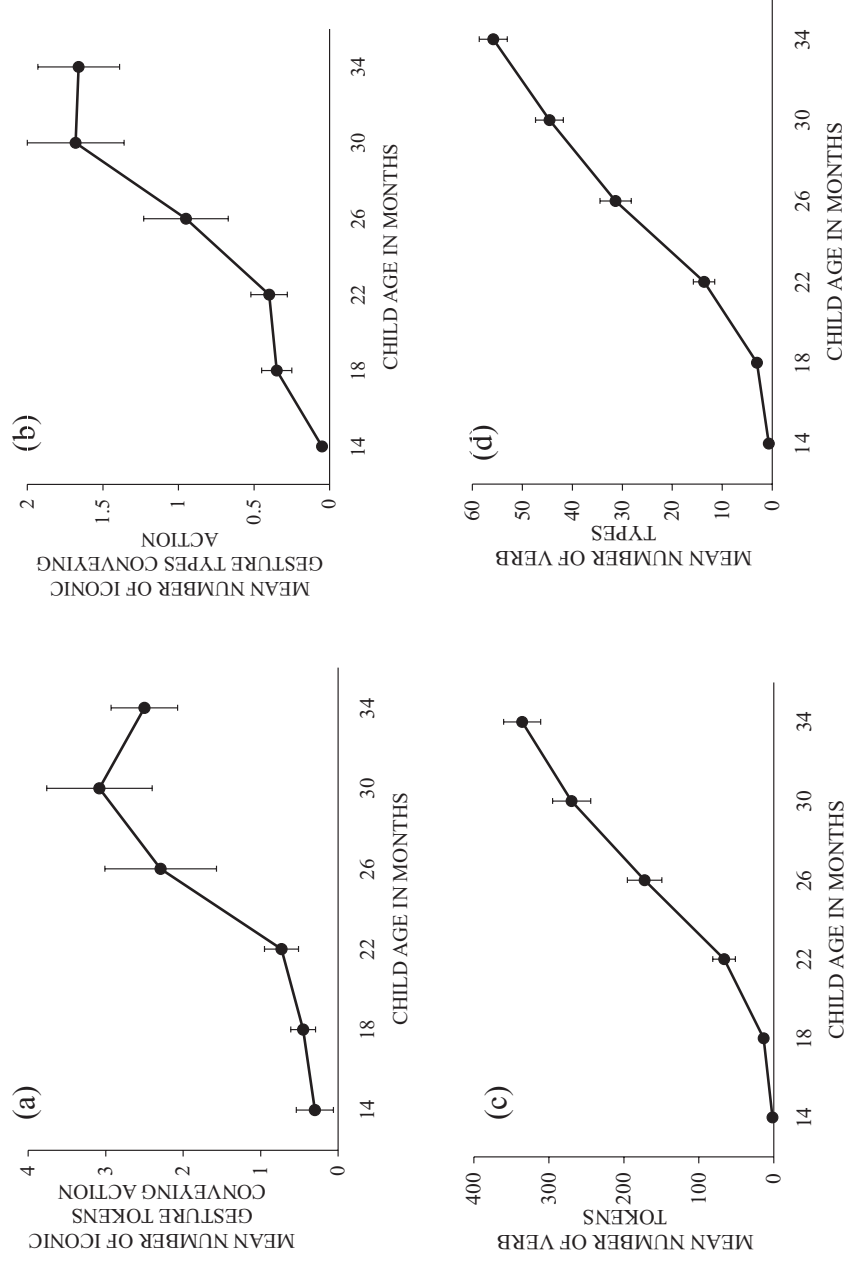 (a)
MEAN NUMBER OF ICONIC
GESTURE TOKENS
CONVEYING ACTION
4
3
2
1
0
14 18 22 26 30 34
CHILD AGE IN MONTHS
(b)
MEAN NUMBER OF ICONIC
GESTURE TYPES CONVEYING
ACTION
2
1.5
1
0.5
0
14 18 22 26 30 34
CHILD AGE IN MONTHS
(c)
MEAN NUMBER OF VERB
TOKENS
400
300
200
100
0
14 18 22 26 30 34
CHILD AGE IN MONTHS
(d)
MEAN NUMBER OF VERB
TYPES
60
50
40
30
20
10
0
14 18 22 26 30 34
CHILD AGE IN MONTHS